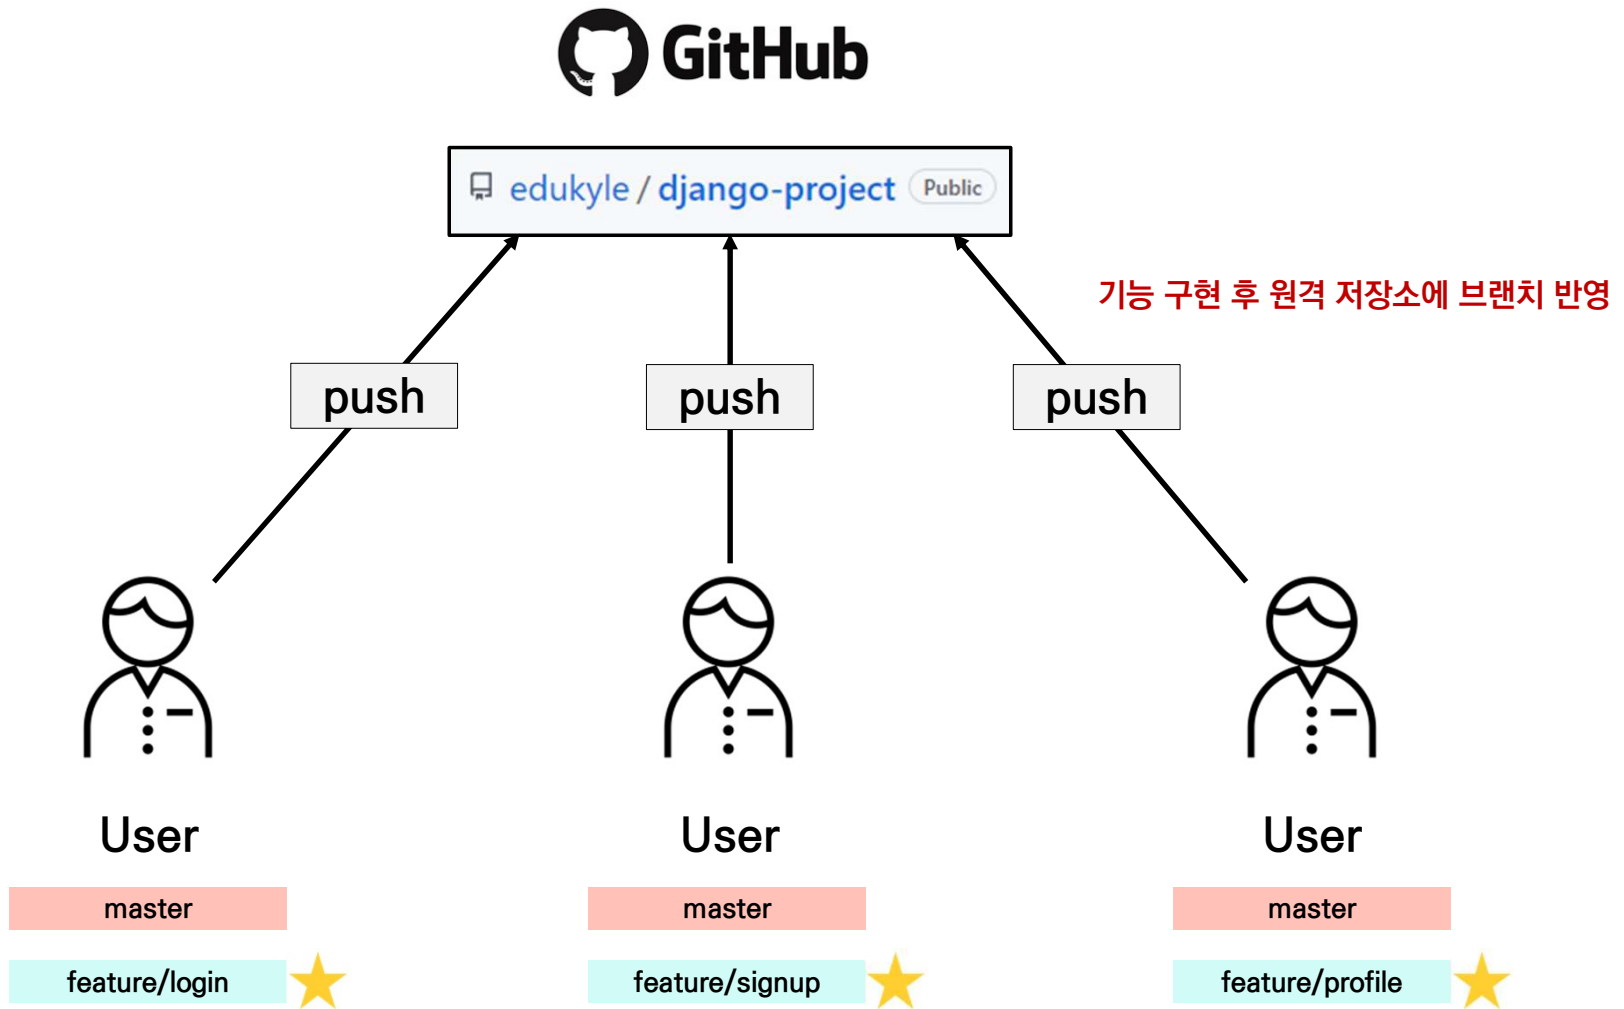 GitHub
edukyle / django-project Public
기능 구현 후 원격 저장소에 브랜치 반영
push push push
User User User
master master master
feature/login feature/signup feature/profile